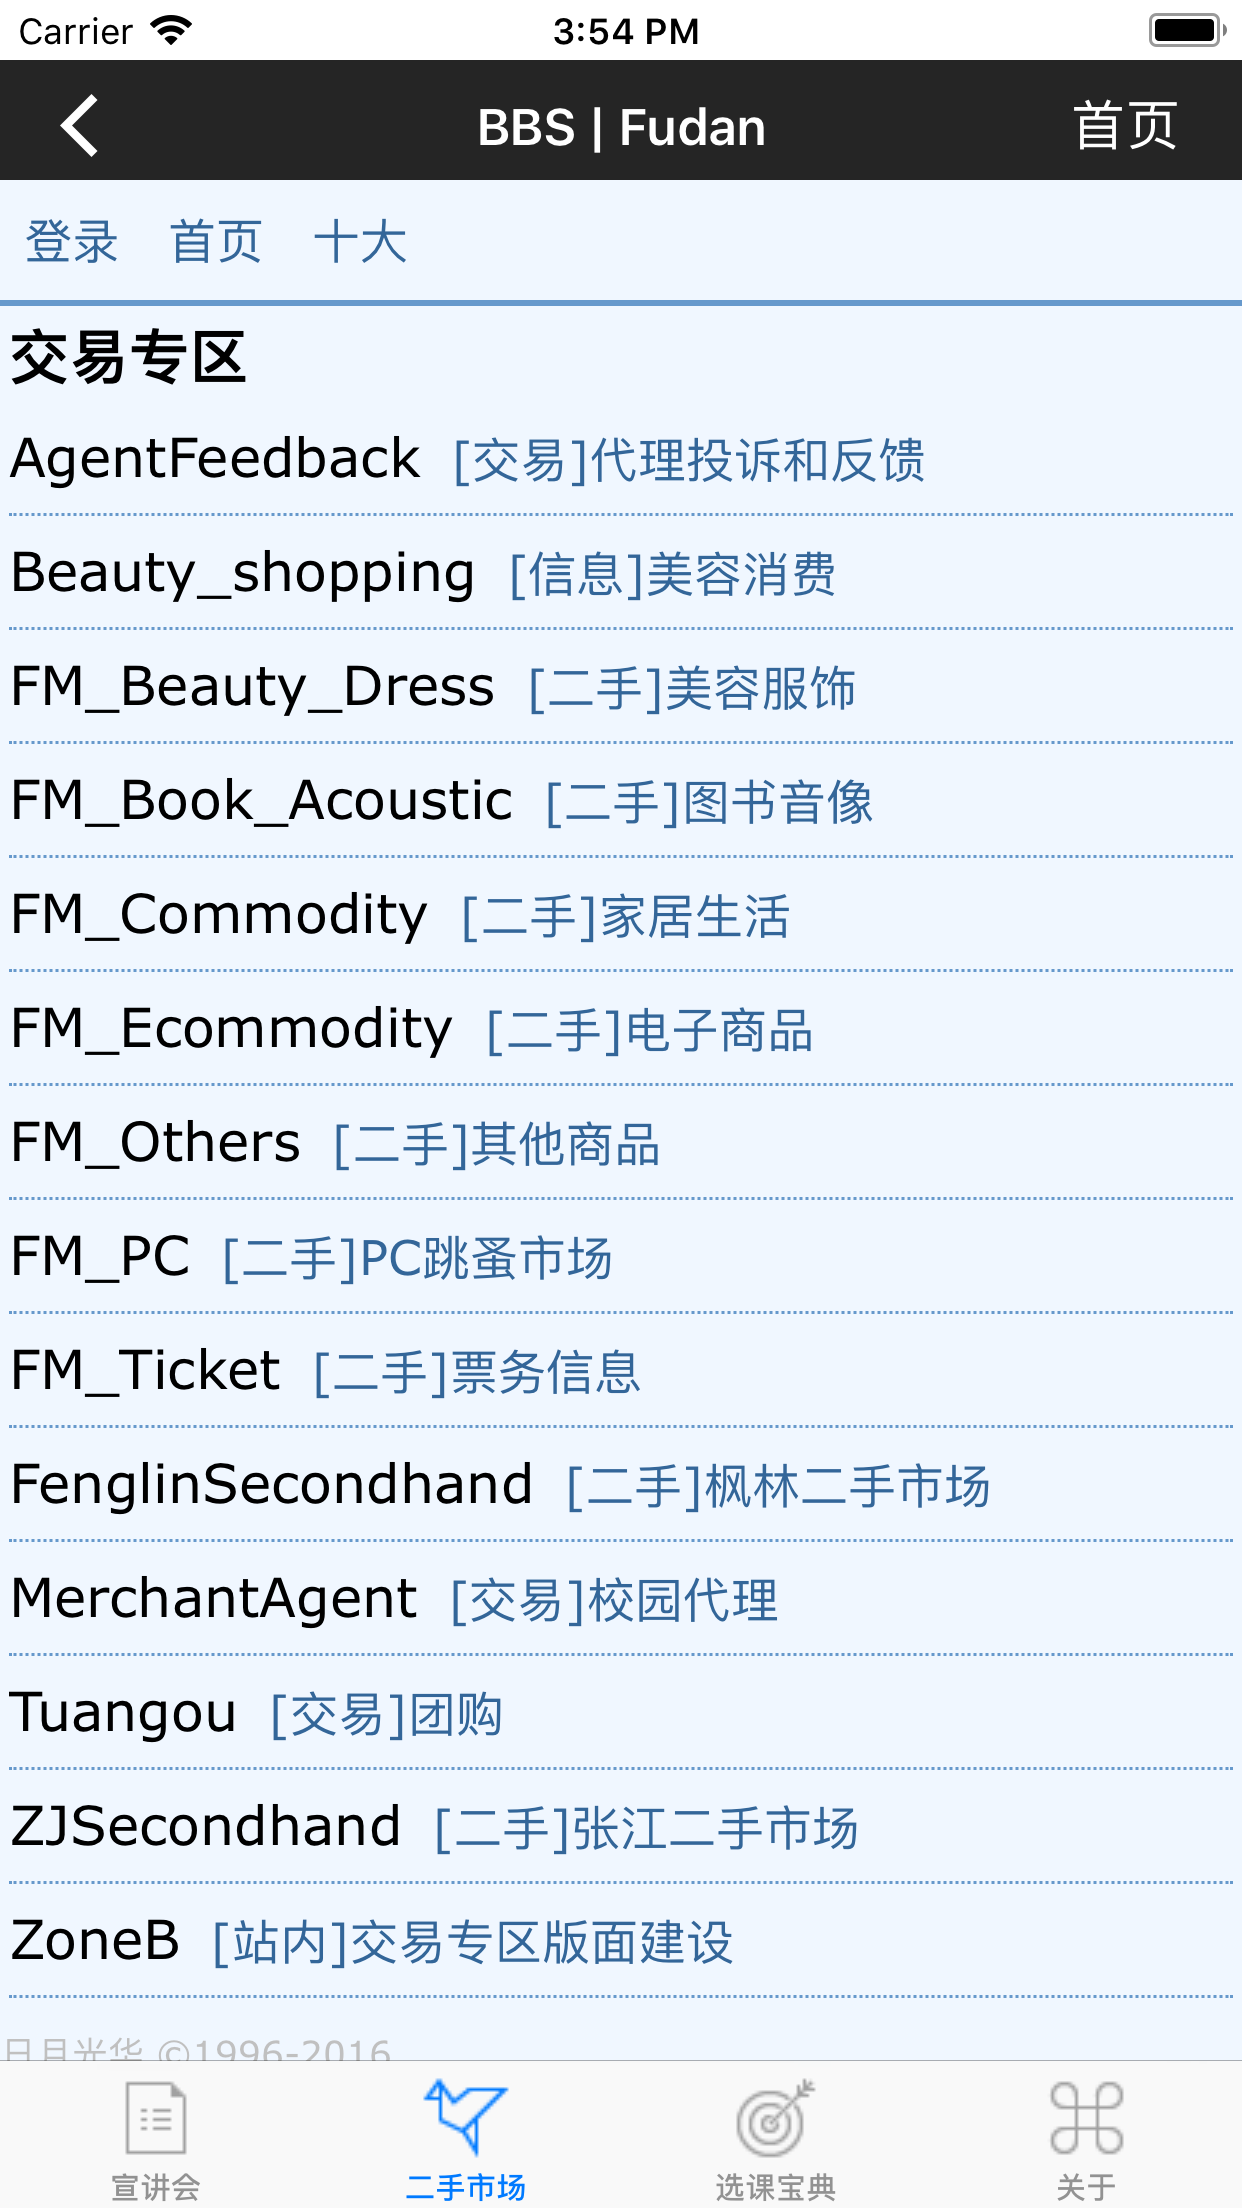 Carrier 3:54 PM
BBS | Fudan 首页
登录 首页 十大
交易专区
AgentFeedback [交易]代理投诉和反馈
Beauty_shopping [信息]美容消费
FM_Beauty_Dress [二手]美容服饰
FM_Book_Acoustic [二手]图书音像
FM_Commodity [二手]家居生活
FM_Ecommodity [二手]电子商品
FM_Others [二手]其他商品
FM_PC [二手]PC跳蚤市场
FM_Ticket [二手]票务信息
FenglinSecondhand [二手]枫林二手市场
MerchantAgent [交易]校园代理
Tuangou [交易]团购
ZJSecondhand [二手]张江二手市场
ZoneB [站内]交易专区版面建设
日月光华 ©1996-2016
宣讲会 二手市场 选课宝典 关于